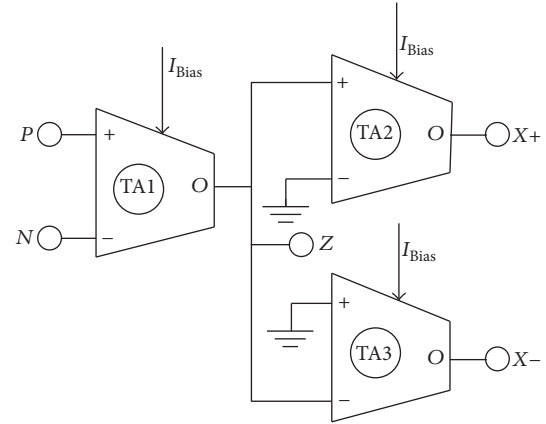 I_Bias
I_Bias
P
+
+
TA1
O
TA2
O
X+
−
N
−
Z
I_Bias
+
TA3
O
X−
−